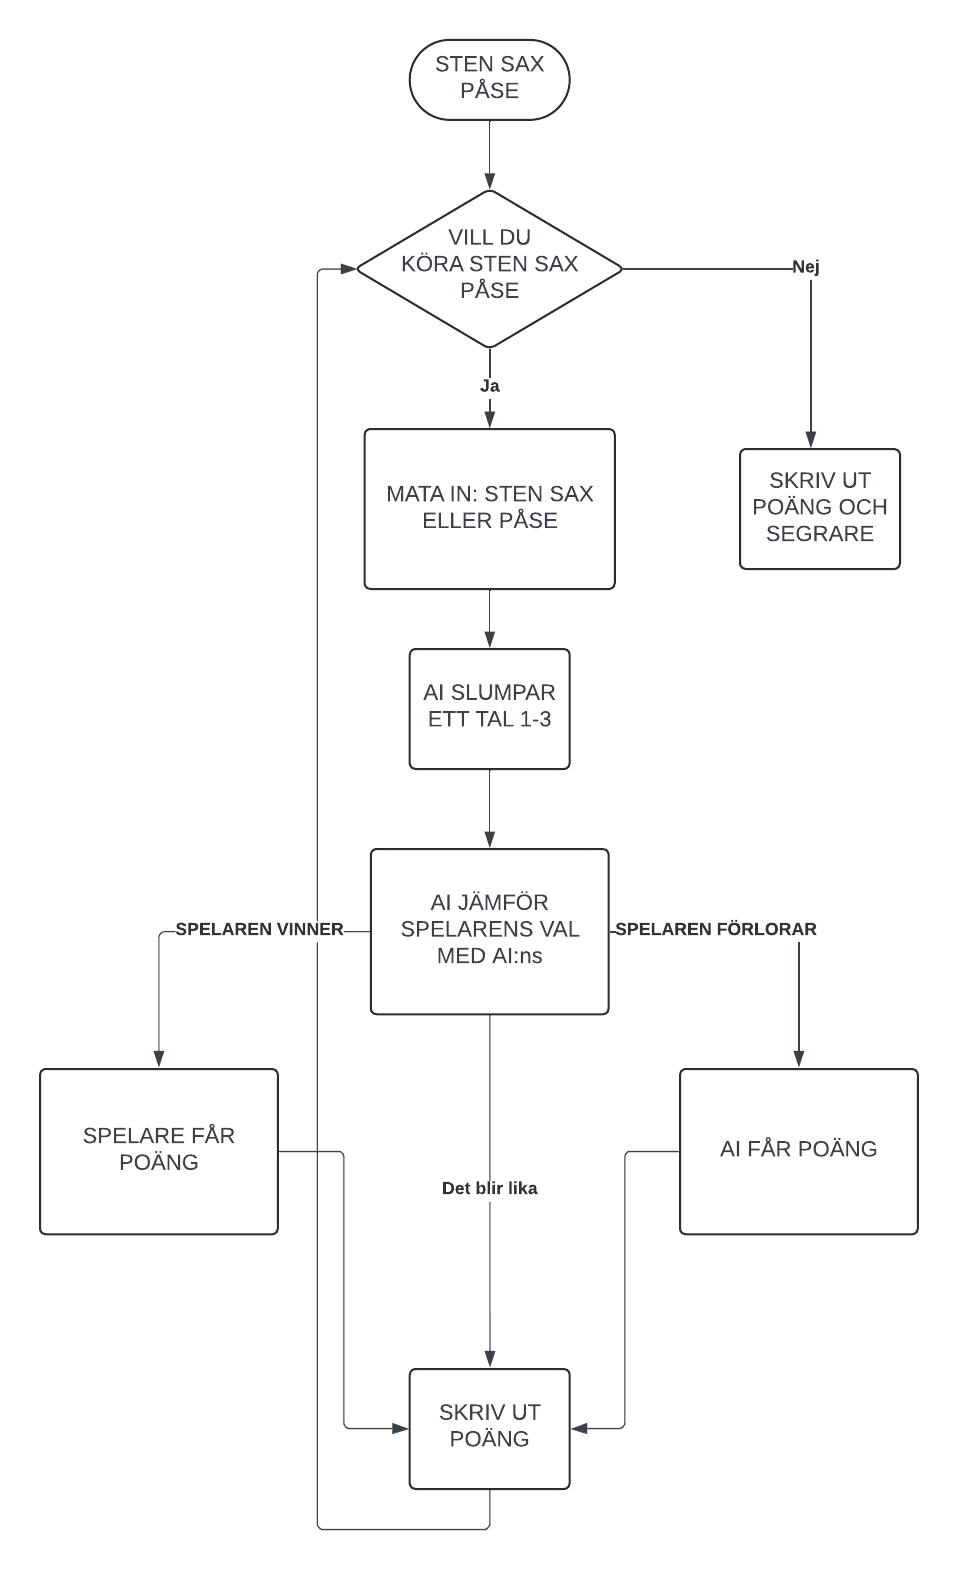 STEN SAX
PÅSE
VILL DU
KÖRA STEN SAX
PÅSE
Nej
Ja
MATA IN: STEN SAX
ELLER PÅSE
SKRIV UT
POÄNG OCH
SEGRARE
AI SLUMPAR
ETT TAL 1-3
AI JÄMFÖR
SPELARENS VAL
MED AI:ns
SPELAREN VINNER
SPELAREN FÖRLORAR
SPELARE FÅR
POÄNG
AI FÅR POÄNG
Det blir lika
SKRIV UT
POÄNG